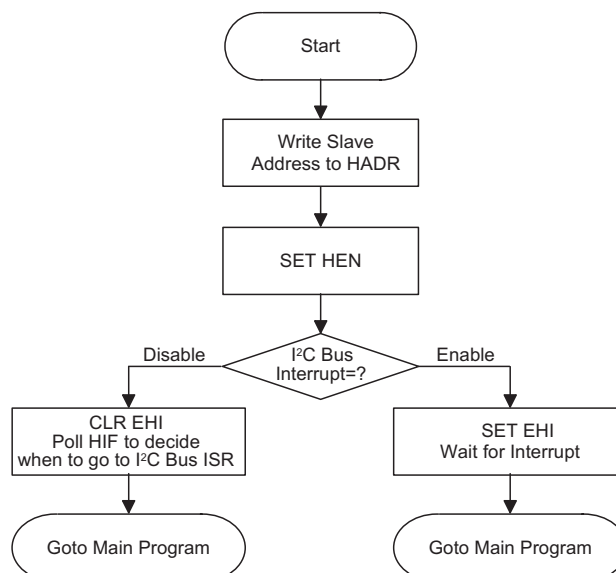 Start
Write Slave
Address to HADR
SET HEN
Disable
I²C Bus
Interrupt=?
Enable
CLR EHI
Poll HIF to decide
when to go to I²C Bus ISR
SET EHI
Wait for Interrupt
Goto Main Program
Goto Main Program